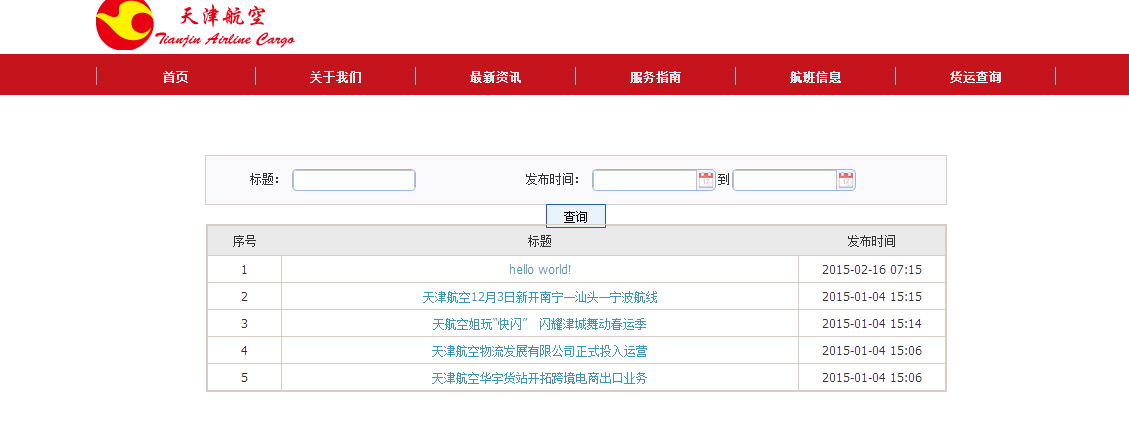 天津航空
Tianjin Airline Cargo
首页 关于我们 最新资讯 服务指南 航班信息 货运查询
标题： 发布时间： 到
查询
序号 标题 发布时间
1 hello world! 2015-02-16 07:15
2 天津航空12月3日新开南宁—汕头—宁波航线 2015-01-04 15:15
3 天航空姐玩“快闪” 闪耀津城舞动春运季 2015-01-04 15:14
4 天津航空物流发展有限公司正式投入运营 2015-01-04 15:06
5 天津航空华宇货站开拓跨境电商出口业务 2015-01-04 15:06